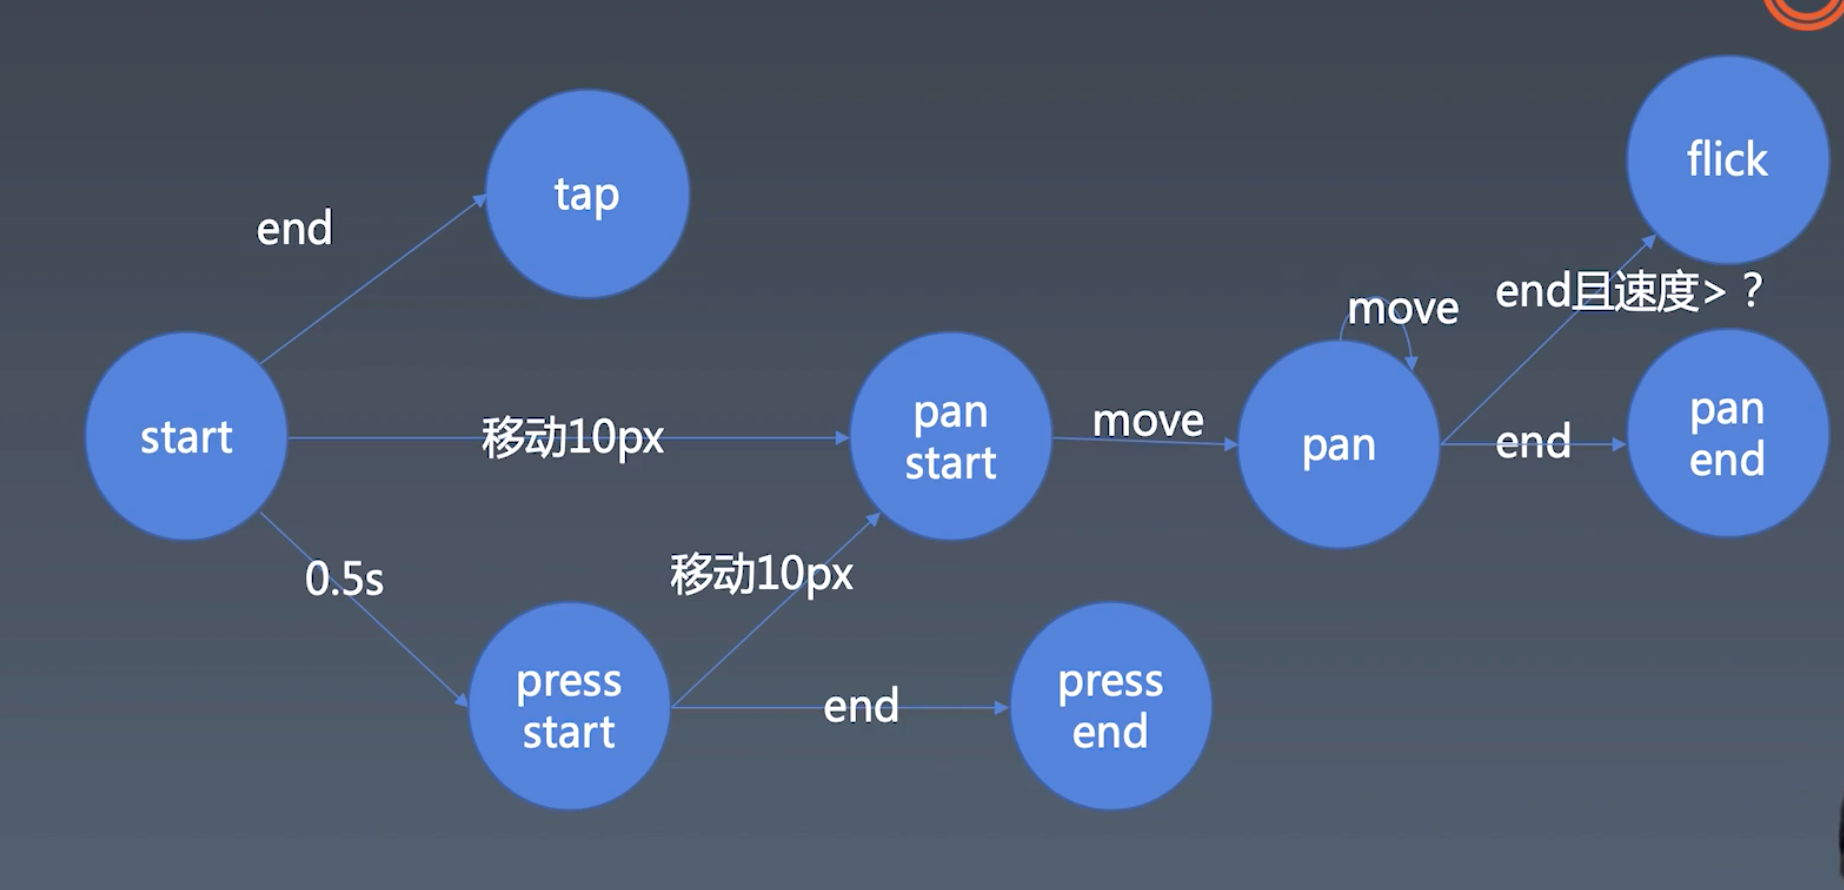 flick
tap
end
end且速度>？
move
start
移动10px
pan
start
move
pan
end
pan
end
0.5s
移动10px
press
start
end
press
end